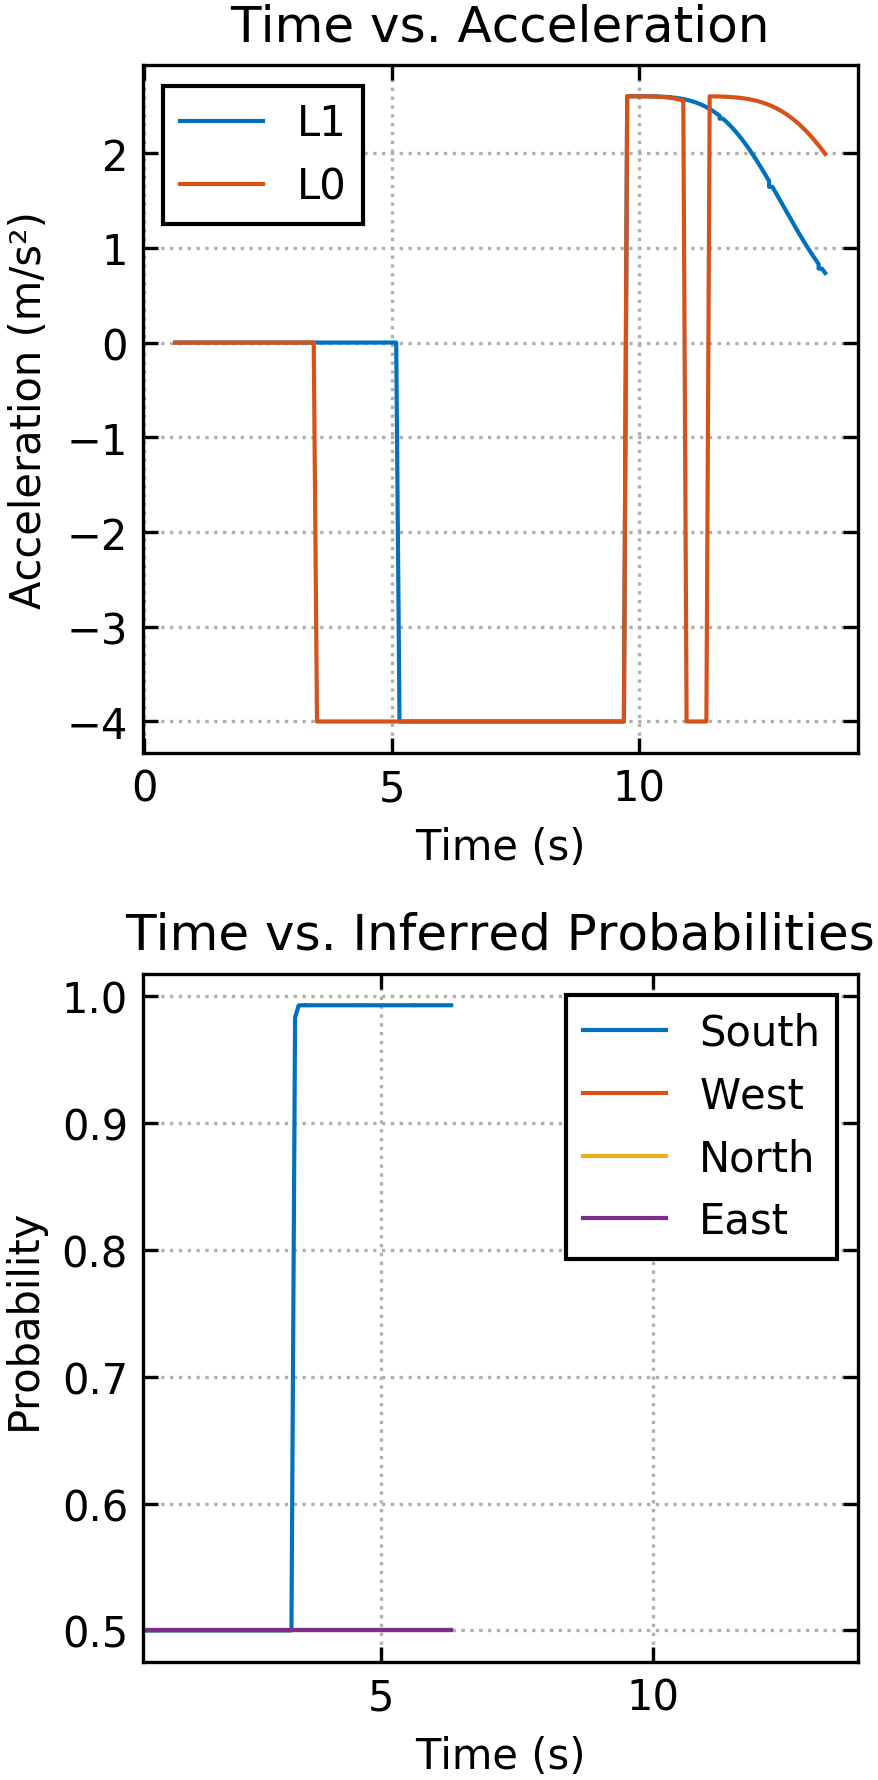 Time vs. Acceleration
L1
L0
2
1
0
−1
−2
−3
−4
Acceleration (m/s²)
0 5 10
Time (s)
Time vs. Inferred Probabilities
South
West
North
East
1.0
0.9
0.8
0.7
0.6
0.5
Probability
5 10
Time (s)